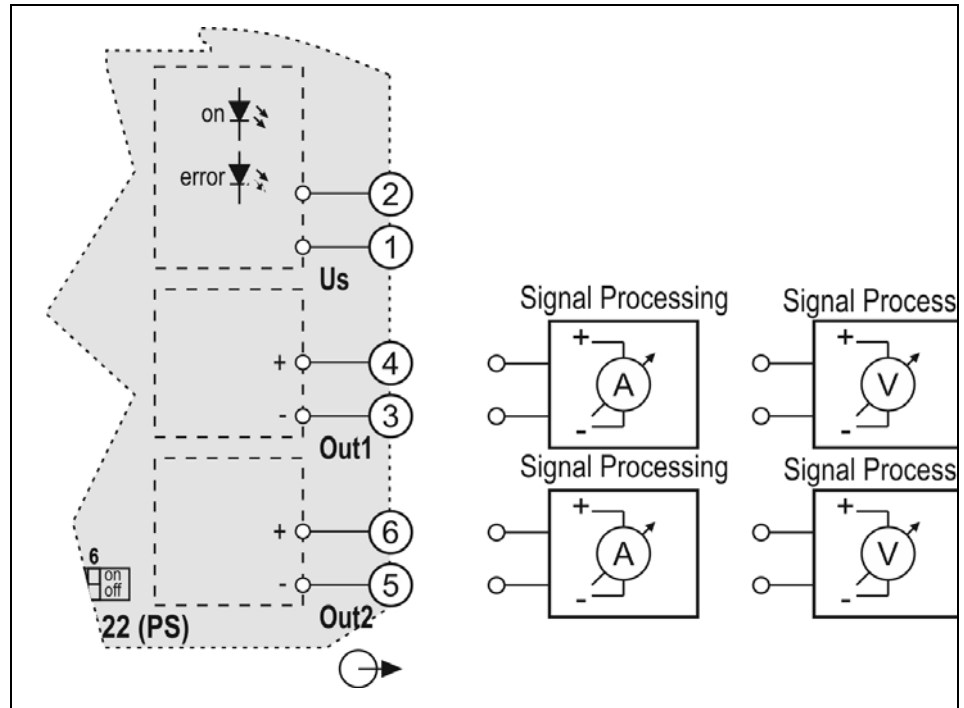 on
error
2
1
Us
+
4
-
3
Out1
+
6
-
5
Out2
6
on
off
22 (PS)
Signal Processing
+
A
-
Signal Process
+
V
-
Signal Processing
+
A
-
Signal Process
+
V
-